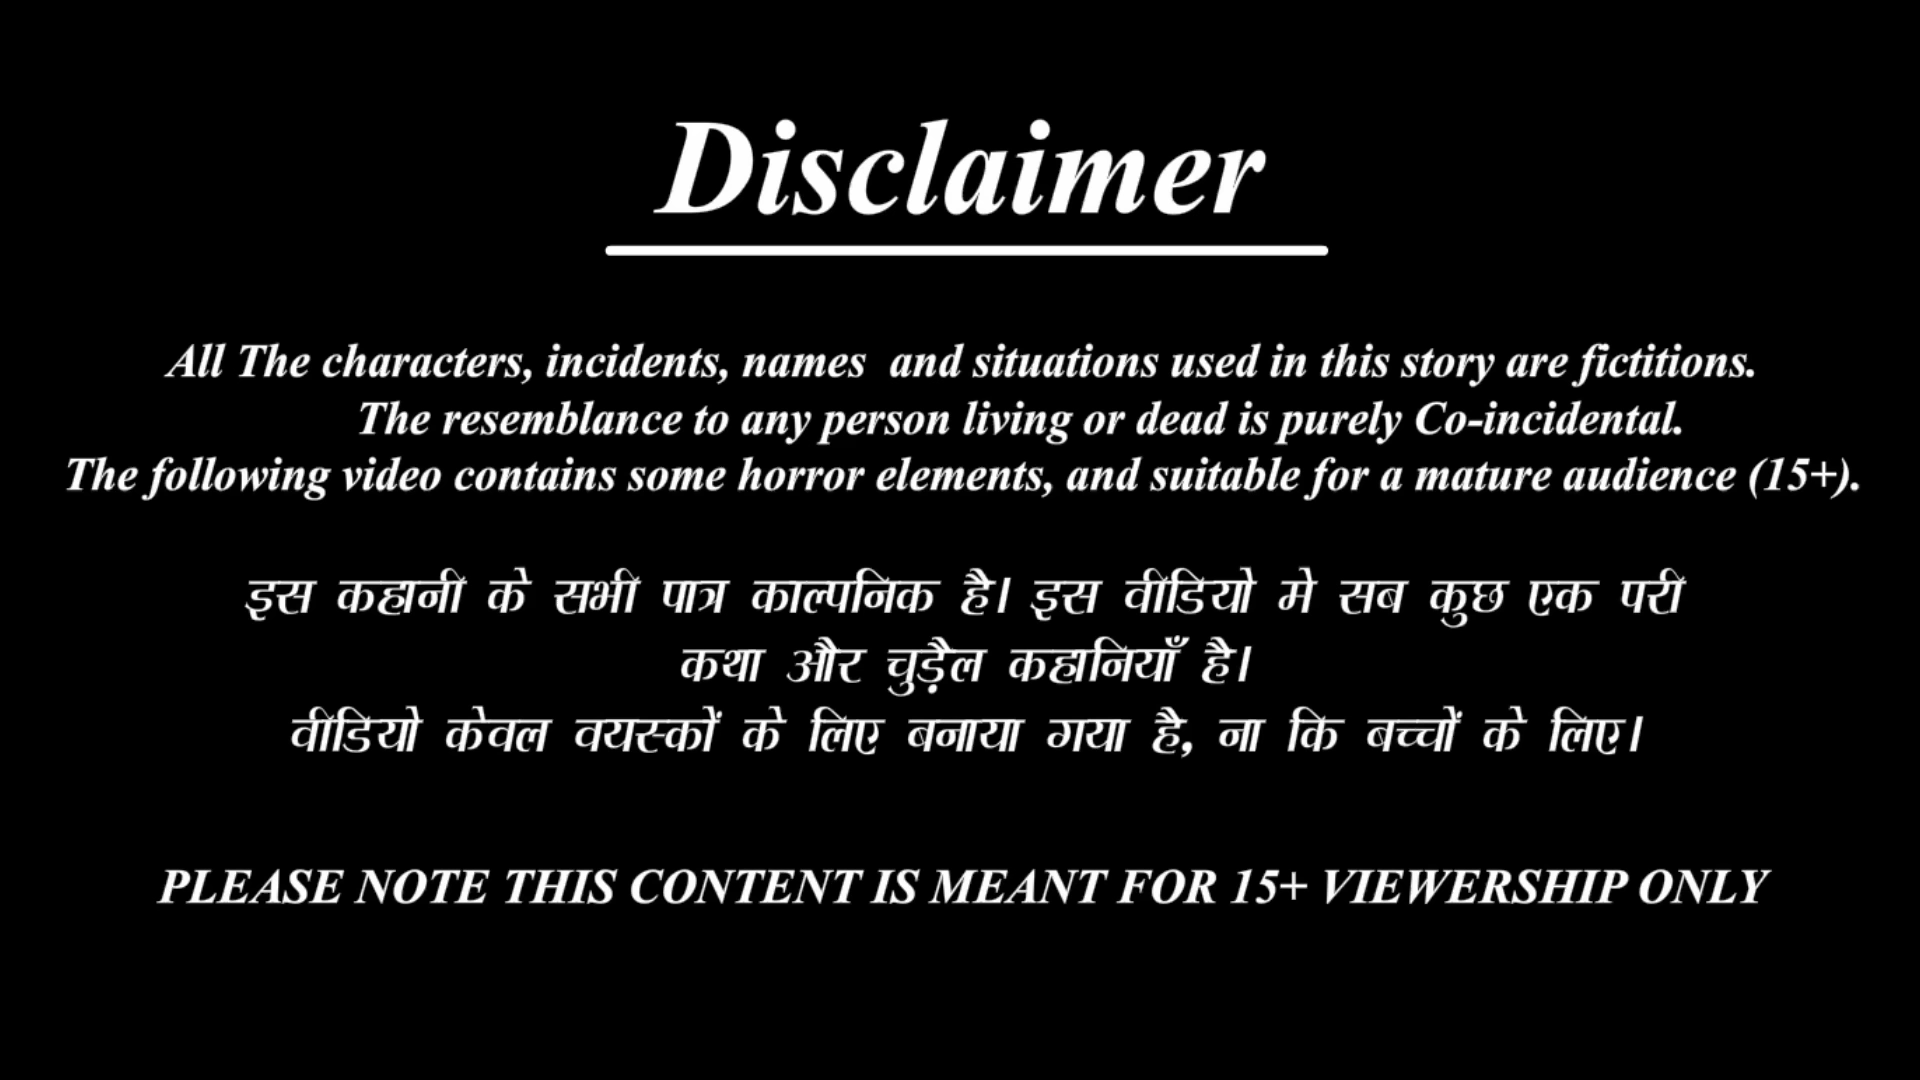 Disclaimer
All The characters, incidents, names and situations used in this story are fictitions.
The resemblance to any person living or dead is purely Co-incidental.
The following video contains some horror elements, and suitable for a mature audience (15+).
इस कहानी के सभी पात्र काल्पनिक है। इस वीडियो मे सब कुछ एक परी
कथा और चुड़ैल कहानियाँ है।
वीडियो केवल वयस्कों के लिए बनाया गया है, ना कि बच्चों के लिए।
PLEASE NOTE THIS CONTENT IS MEANT FOR 15+ VIEWERSHIP ONLY